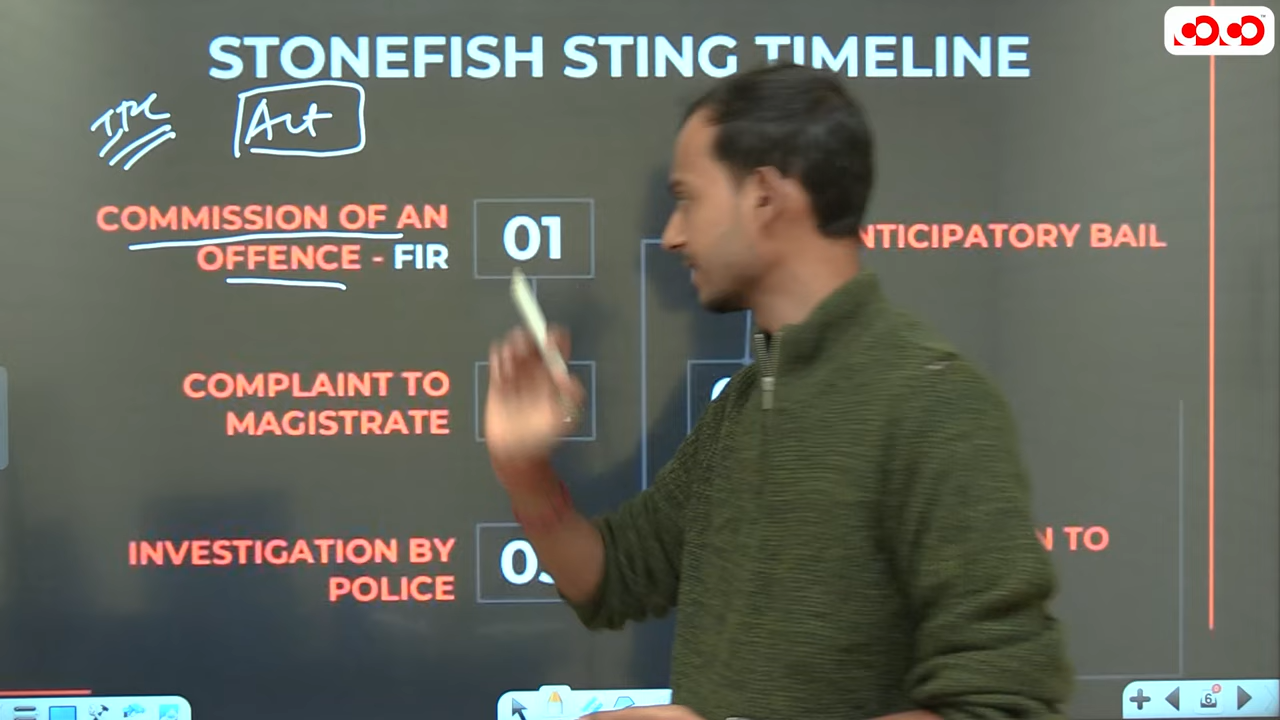 STONEFISH STING TIMELINE
IPC
Act
COMMISSION OF AN
OFFENCE - FIR
01
COMPLAINT TO
MAGISTRATE
INVESTIGATION BY
POLICE
NTICIPATORY BAIL
N TO
6